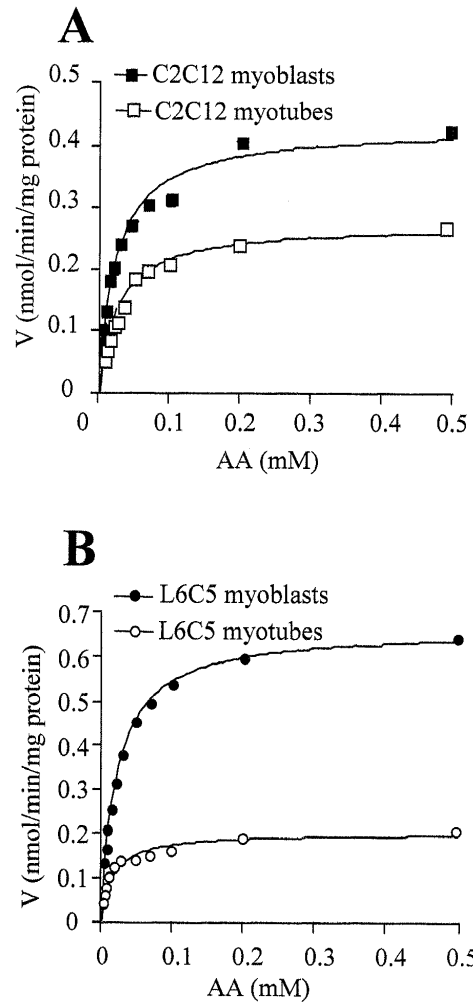 A
C2C12 myoblasts
C2C12 myotubes
V (nmol/min/mg protein)
0.5
0.4
0.3
0.2
0.1
0
0 0.1 0.2 0.3 0.4 0.5
AA (mM)
B
L6C5 myoblasts
L6C5 myotubes
V (nmol/min/mg protein)
0.7
0.6
0.5
0.4
0.3
0.2
0.1
0
0 0.1 0.2 0.3 0.4 0.5
AA (mM)